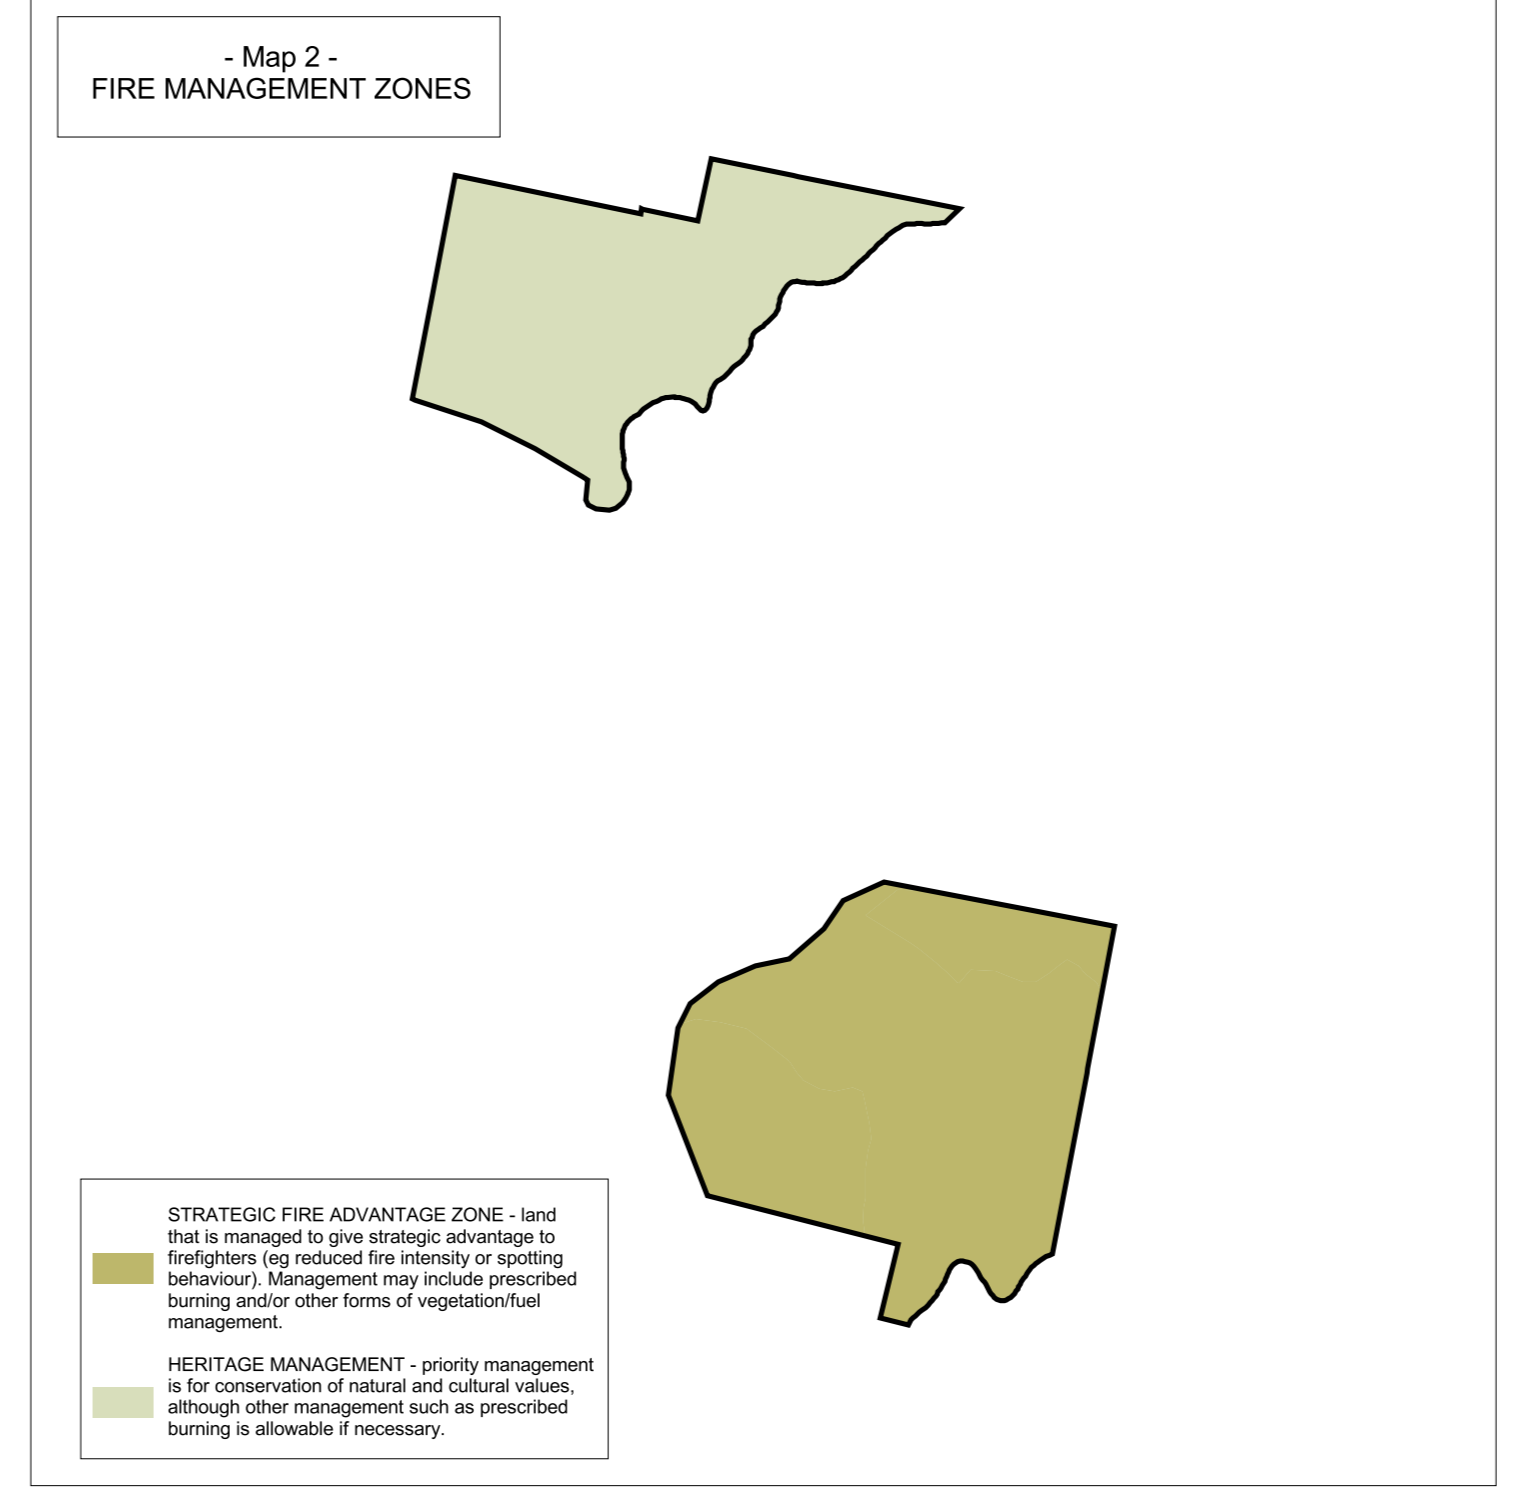 - Map 2 -
FIRE MANAGEMENT ZONES
STRATEGIC FIRE ADVANTAGE ZONE - land
that is managed to give strategic advantage to
firefighters (eg reduced fire intensity or spotting
behaviour). Management may include prescribed
burning and/or other forms of vegetation/fuel
management.
HERITAGE MANAGEMENT - priority management
is for conservation of natural and cultural values,
although other management such as prescribed
burning is allowable if necessary.